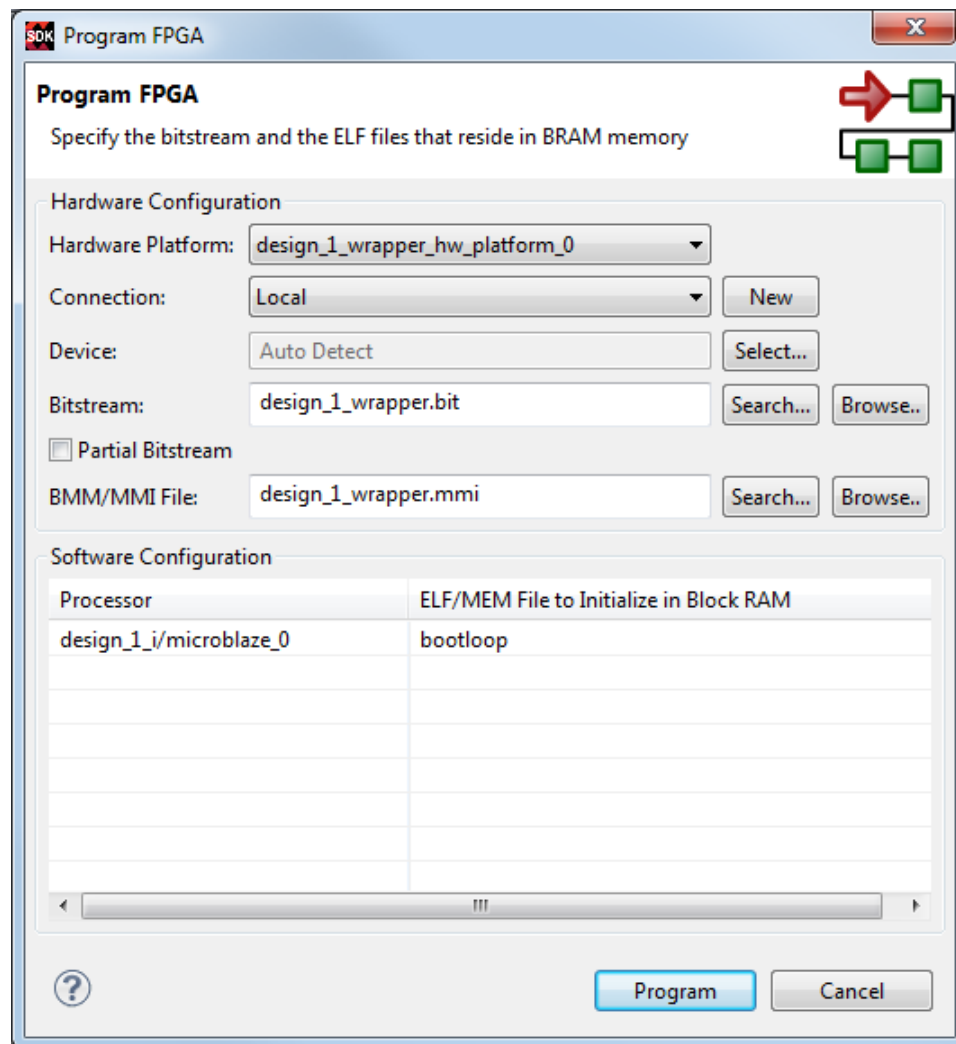 SDK Program FPGA
Program FPGA
Specify the bitstream and the ELF files that reside in BRAM memory
Hardware Configuration
Hardware Platform: design_1_wrapper_hw_platform_0
Connection: Local New
Device: Auto Detect Select...
Bitstream: design_1_wrapper.bit Search... Browse..
Partial Bitstream
BMM/MMI File: design_1_wrapper.mmi Search... Browse..
Software Configuration
Processor ELF/MEM File to Initialize in Block RAM
design_1_i/microblaze_0 bootloop
? Program Cancel